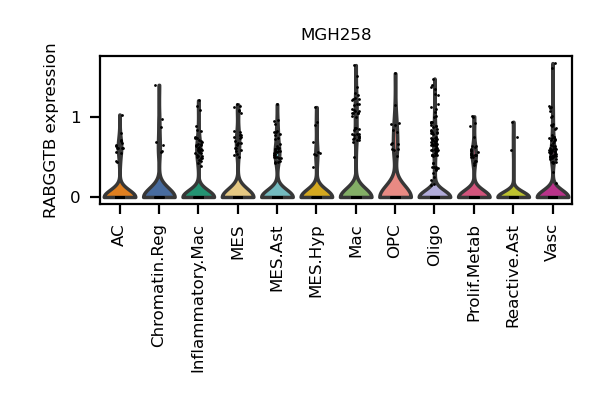 MGH258
RABGGTB expression
1
0
AC
Chromatin.Reg
Inflammatory.Mac
MES
MES.Ast
MES.Hyp
Mac
OPC
Oligo
Prolif.Metab
Reactive.Ast
Vasc